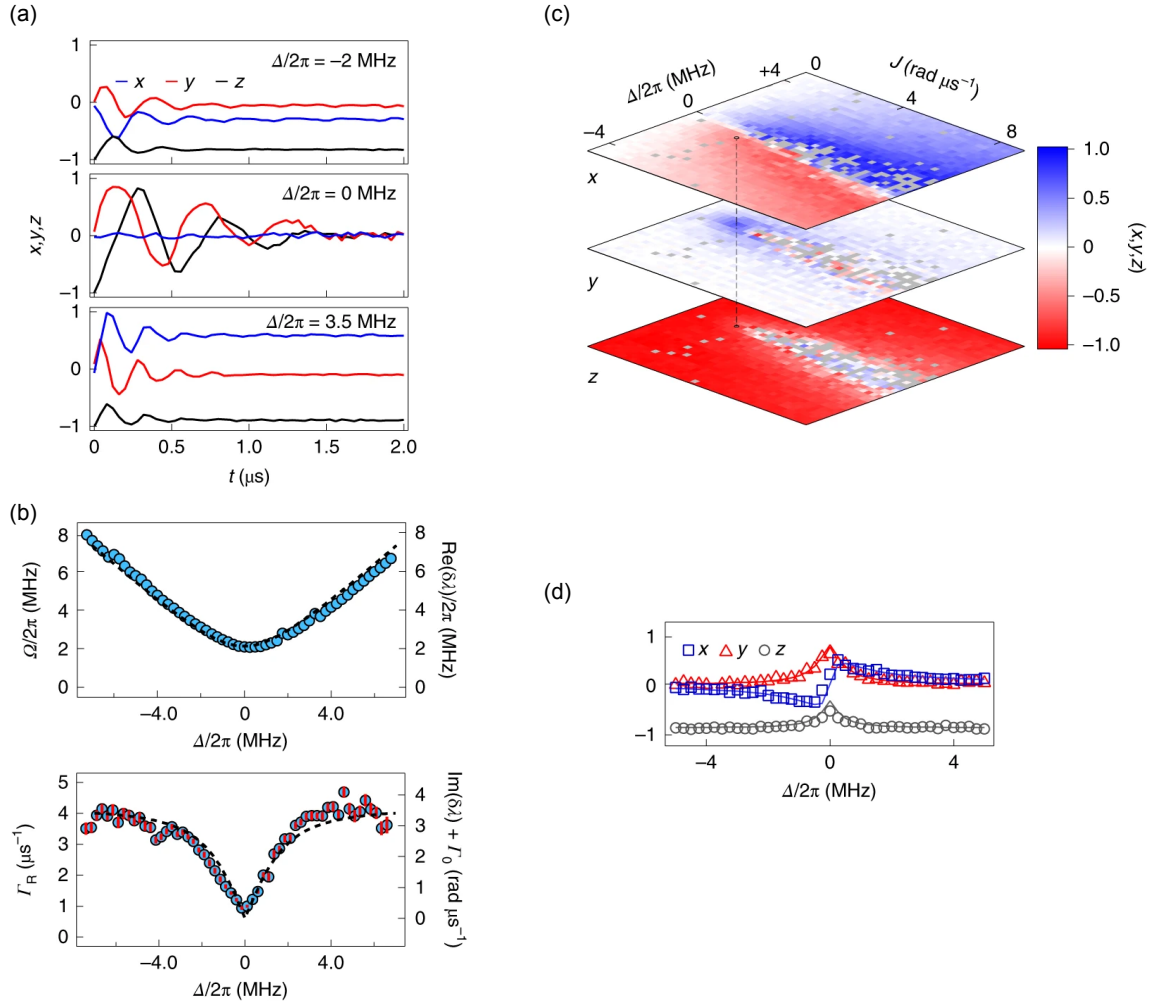 (a)
1
0
−1
Δ/2π = −2 MHz
x y z
1
0
−1
Δ/2π = 0 MHz
x,y,z
1
0
−1
Δ/2π = 3.5 MHz
0 0.5 1.0 1.5 2.0
t (μs)
(b)
8
6
4
2
0
Ω/2π (MHz)
8
6
4
2
0
Re(δλ)/2π (MHz)
−4.0 0 4.0
Δ/2π (MHz)
5
4
3
2
1
0
Γ_R (μs⁻¹)
4
3
2
1
0
Im(δλ) + Γ₀ (rad μs⁻¹)
−4.0 0 4.0
Δ/2π (MHz)
(c)
Δ/2π (MHz)
−4 0 +4
J (rad μs⁻¹)
0 4 8
x
y
z
1.0
0.5
0
−0.5
−1.0
(x,y,z)
(d)
1
0
−1
x y z
−4 0 4
Δ/2π (MHz)